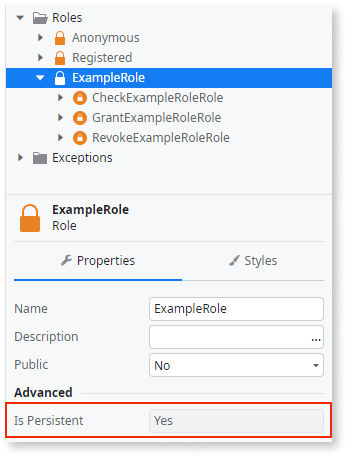 Roles
Anonymous
Registered
ExampleRole
CheckExampleRoleRole
GrantExampleRoleRole
RevokeExampleRoleRole
Exceptions
ExampleRole
Role
Properties Styles
Name ExampleRole
Description ...
Public No
Advanced
Is Persistent Yes